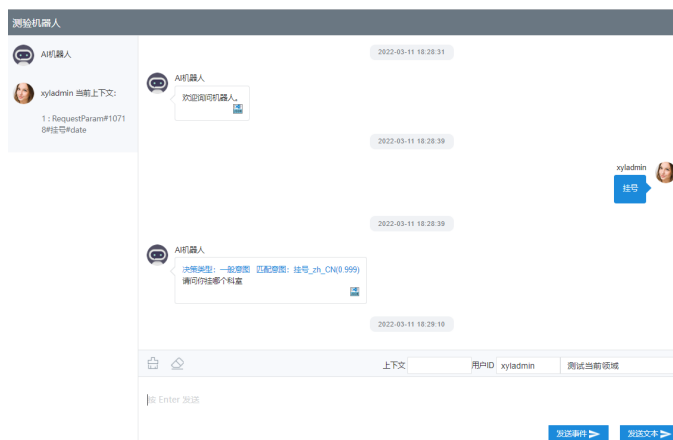 测验机器人
AI机器人
xyladmin 当前上下文:
1 : RequestParam#1071
8#挂号#date
2022-03-11 18:28:31
AI机器人
欢迎询问机器人。
2022-03-11 18:28:39
xyladmin
挂号
2022-03-11 18:28:39
AI机器人
决策类型：一般意图 匹配意图：挂号_zh_CN(0.999)
请问你挂哪个科室
2022-03-11 18:29:10
上下文 用户ID xyladmin 测试当前领域
按 Enter 发送
发送事件 发送文本